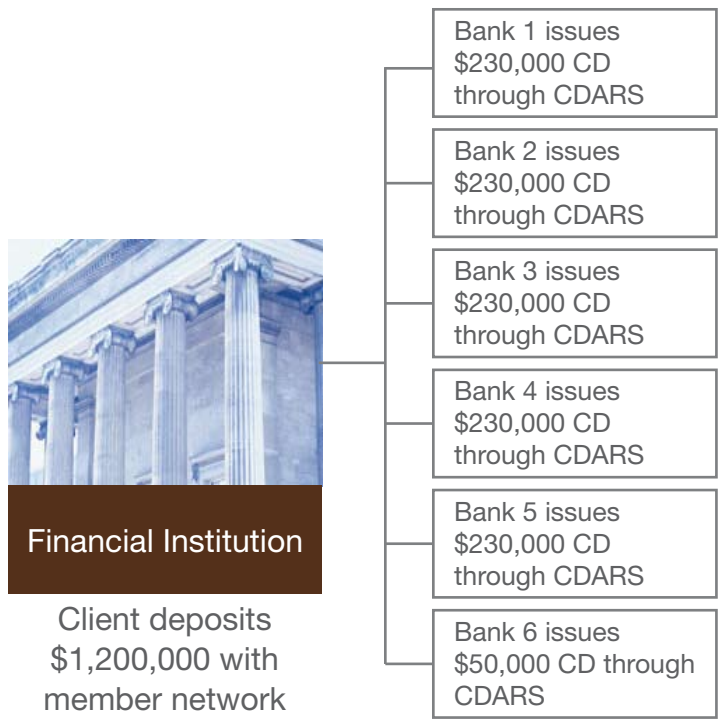 Bank 1 issues
$230,000 CD
through CDARS
Bank 2 issues
$230,000 CD
through CDARS
Bank 3 issues
$230,000 CD
through CDARS
Bank 4 issues
$230,000 CD
through CDARS
Bank 5 issues
$230,000 CD
through CDARS
Bank 6 issues
$50,000 CD through
CDARS
Financial Institution
Client deposits
$1,200,000 with
member network